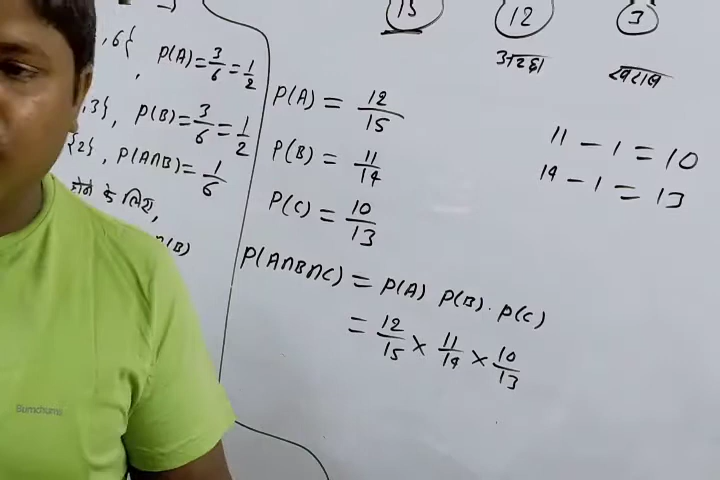 ,6}, P(A)=3/6=1/2
,3}, P(B)=3/6=1/2
{2}, P(A∩B)=1/6
होने के लिए,
15 12 3
अच्छा खराब
P(A) = 12/15
P(B) = 11/14
P(C) = 10/13
11 - 1 = 10
14 - 1 = 13
P(A∩B∩C) = P(A) P(B) . P(C)
= 12/15 × 11/14 × 10/13
Bumchums